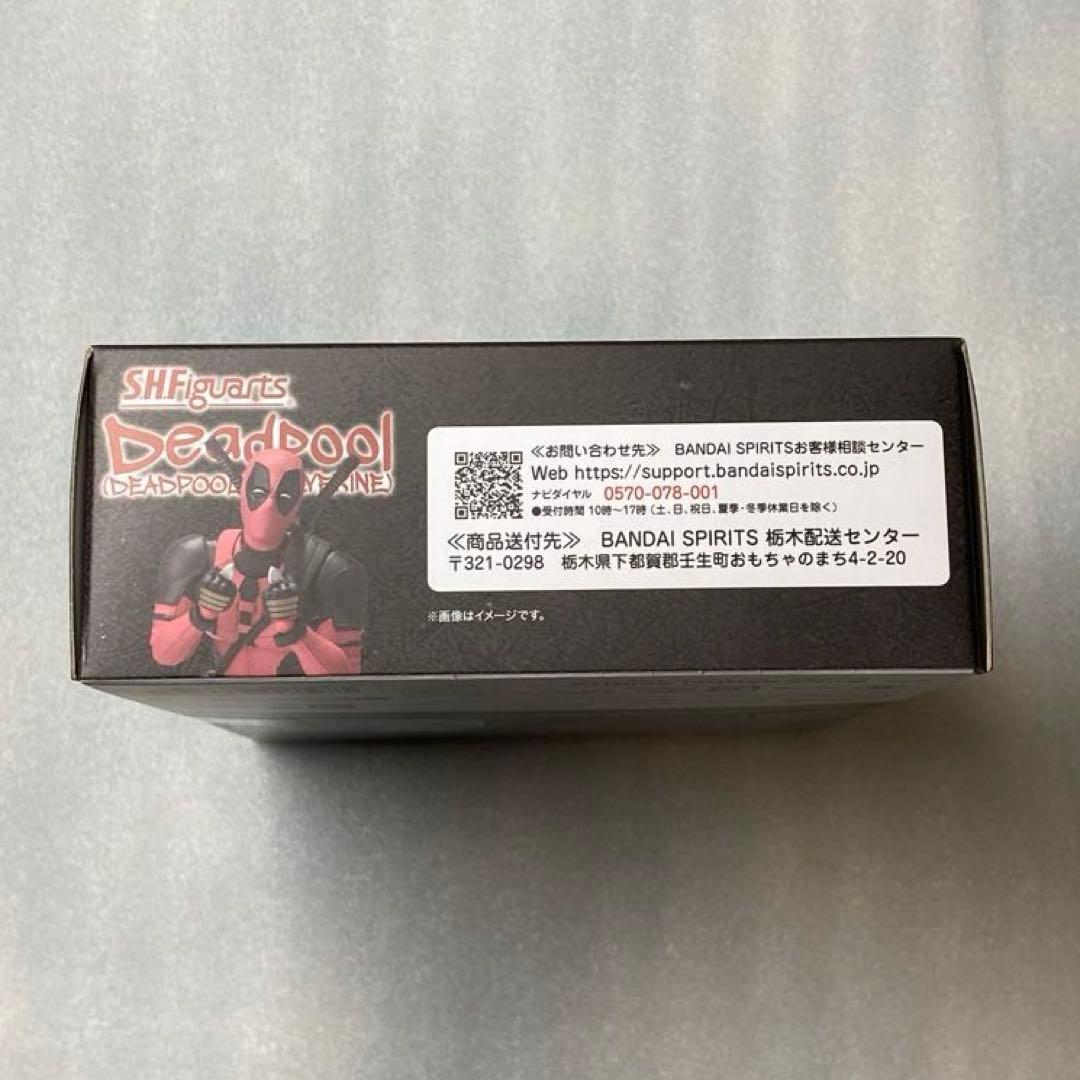 S.H.Figuarts
Deadpool
(DEADPOOL & WOLVERINE)
≪お問い合わせ先≫ BANDAI SPIRITSお客様相談センター
Web https://support.bandaispirits.co.jp
ナビダイヤル 0570-078-001
●受付時間 10時～17時（土、日、祝日、夏季・冬季休業日を除く）
≪商品送付先≫ BANDAI SPIRITS 栃木配送センター
〒321-0298 栃木県下都賀郡壬生町おもちゃのまち4-2-20
※画像はイメージです。